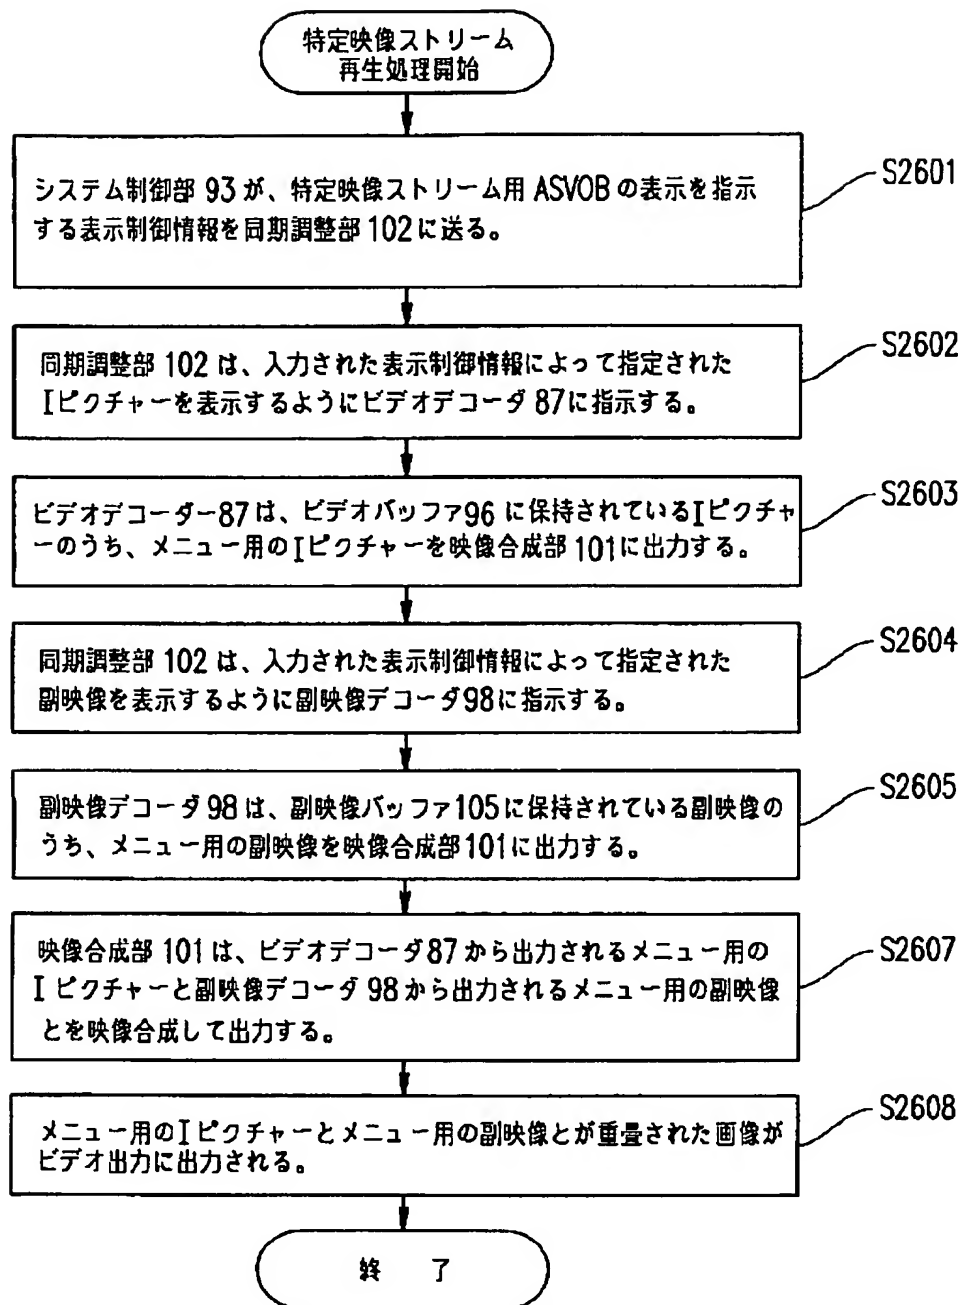 特定映像ストリーム
再生処理開始
システム制御部 93 が、特定映像ストリーム用 ASVOB の表示を指示
する表示制御情報を同期調整部 102 に送る。
S2601
同期調整部 102 は、入力された表示制御情報によって指定された
Iピクチャーを表示するようにビデオデコーダ 87 に指示する。
S2602
ビデオデコーダー87 は、ビデオバッファ96 に保持されているIピクチャ
ーのうち、メニュー用のIピクチャーを映像合成部 101 に出力する。
S2603
同期調整部 102 は、入力された表示制御情報によって指定された
副映像を表示するように副映像デコーダ98に指示する。
S2604
副映像デコーダ98 は、副映像バッファ105 に保持されている副映像の
うち、メニュー用の副映像を映像合成部 101 に出力する。
S2605
映像合成部 101 は、ビデオデコーダ87 から出力されるメニュー用の
I ピクチャーと副映像デコーダ 98 から出力されるメニュー用の副映像
とを映像合成して出力する。
S2607
メニュー用のIピクチャーとメニュー用の副映像とが重畳された画像が
ビデオ出力に出力される。
S2608
終 了